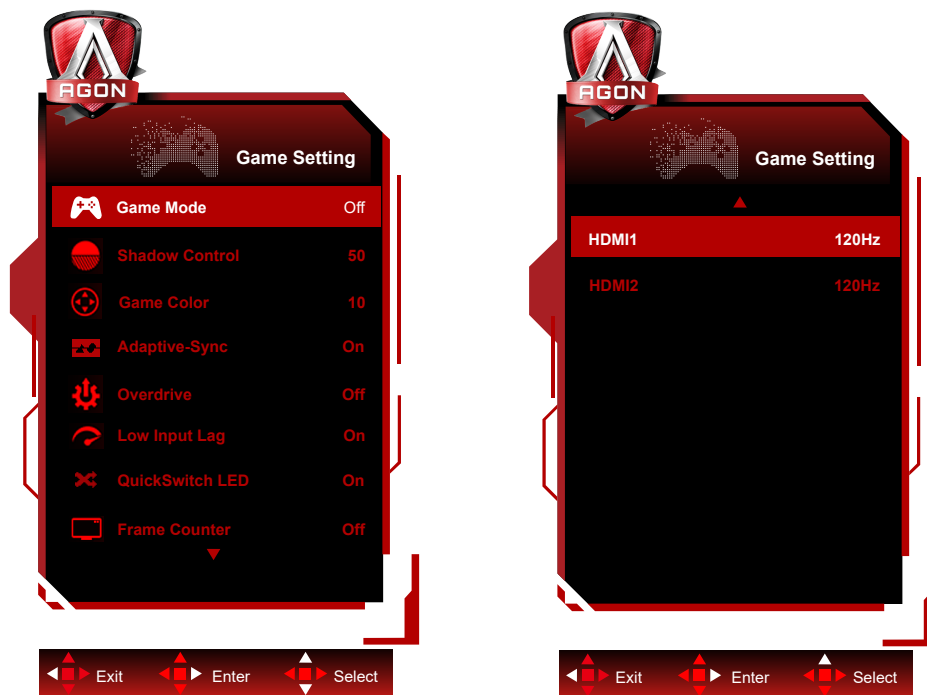 AGON
Game Setting
Game Mode Off
Shadow Control 50
Game Color 10
Adaptive-Sync On
Overdrive Off
Low Input Lag On
QuickSwitch LED On
Frame Counter Off
Exit Enter Select
AGON
Game Setting
HDMI1 120Hz
HDMI2 120Hz
Exit Enter Select